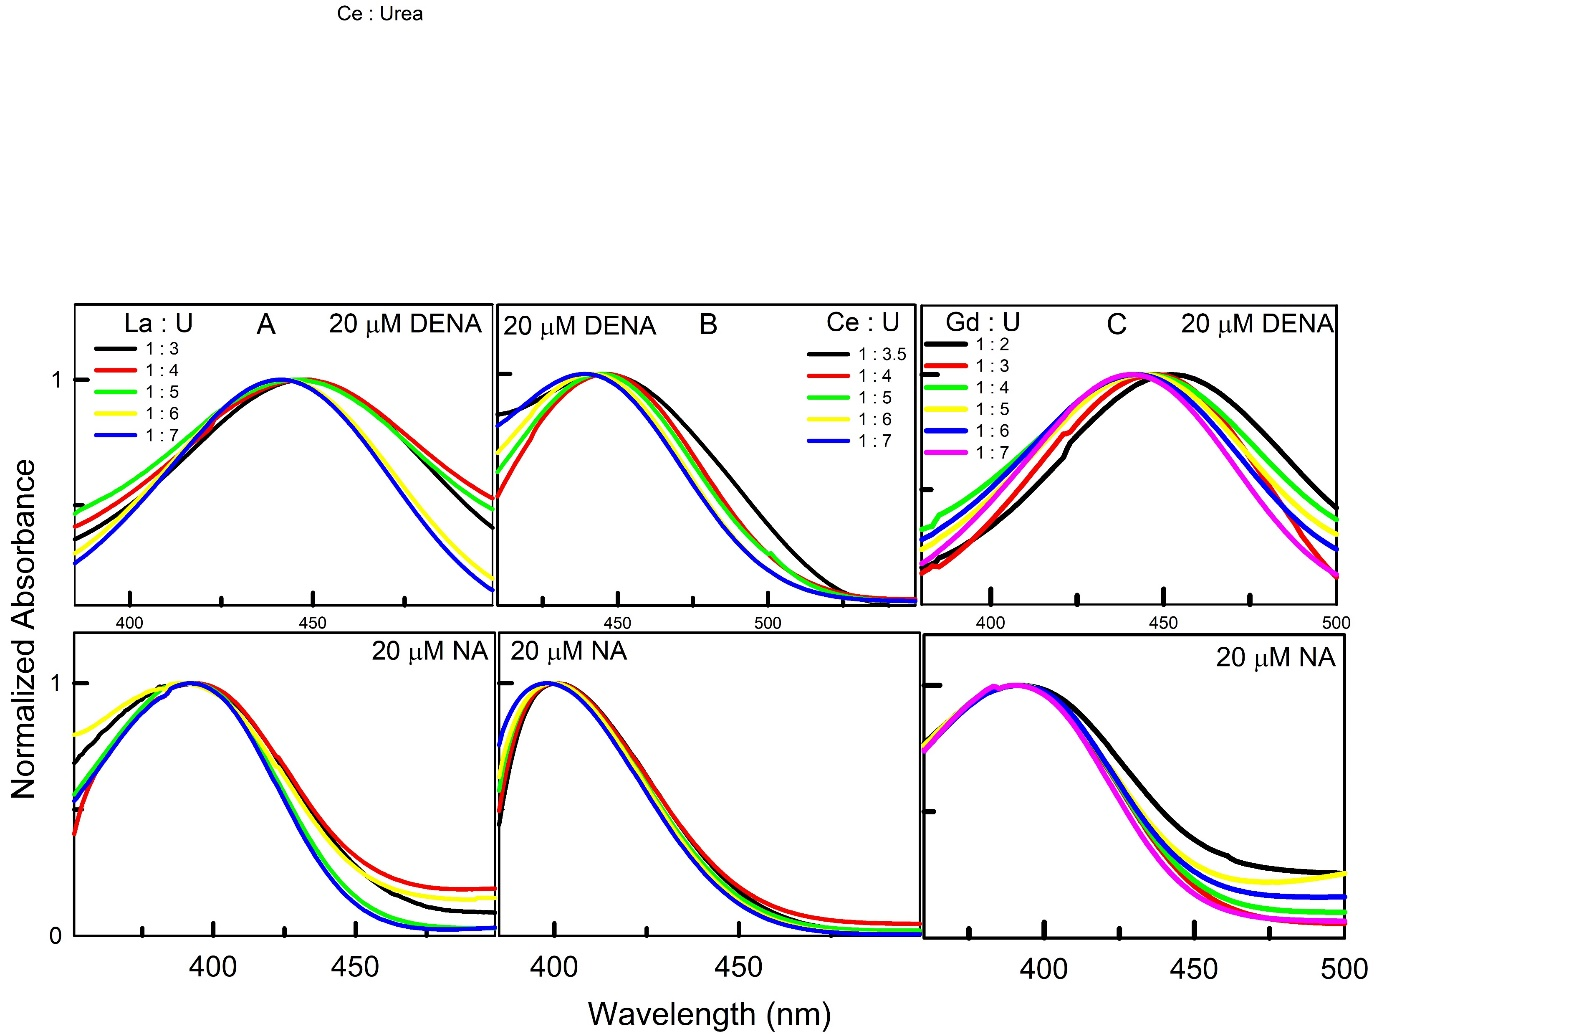 Ce : Urea
La : U
A
20 μM DENA
1 : 3
1 : 4
1 : 5
1 : 6
1 : 7
1
400
450
20 μM DENA
B
Ce : U
1 : 3.5
1 : 4
1 : 5
1 : 6
1 : 7
450
500
Gd : U
C
20 μM DENA
1 : 2
1 : 3
1 : 4
1 : 5
1 : 6
1 : 7
400
450
500
Normalized Absorbance
20 μM NA
1
0
400
450
20 μM NA
400
450
20 μM NA
400
450
500
Wavelength (nm)